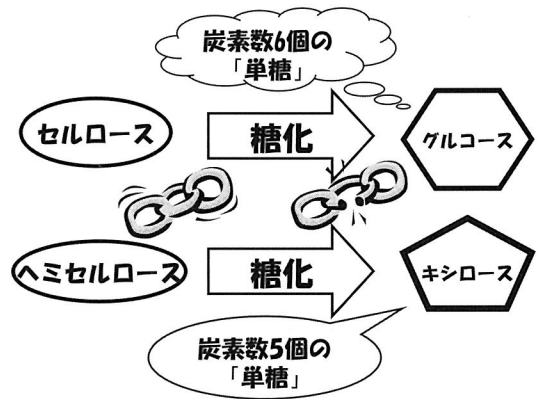 炭素数6個の
「単糖」
セルロース
糖化
グルコース
ヘミセルロース
糖化
キシロース
炭素数5個の
「単糖」